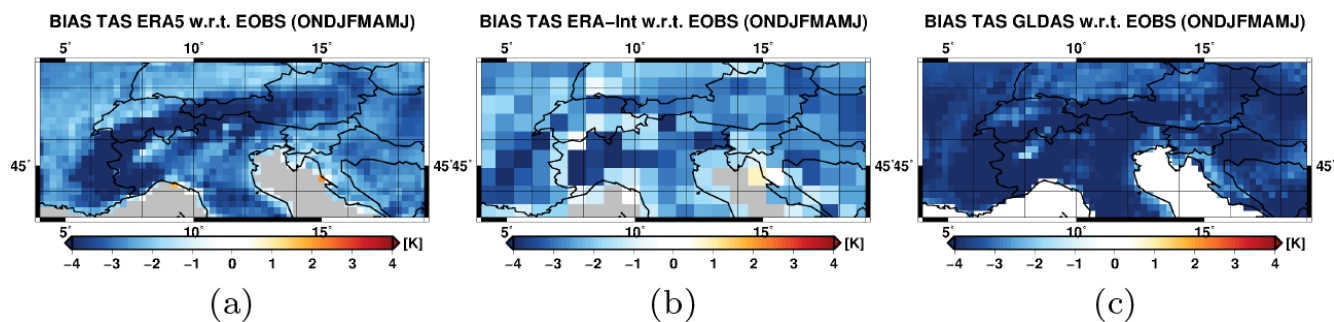 BIAS TAS ERA5 w.r.t. EOBS (ONDJFMAMJ)
5° 10° 15°
45°
5° 10° 15°
[K]
−4 −3 −2 −1 0 1 2 3 4
(a)
BIAS TAS ERA−Int w.r.t. EOBS (ONDJFMAMJ)
5° 10° 15°
45° 45°
5° 10° 15°
[K]
−4 −3 −2 −1 0 1 2 3 4
(b)
BIAS TAS GLDAS w.r.t. EOBS (ONDJFMAMJ)
5° 10° 15°
45° 45°
5° 10° 15°
[K]
−4 −3 −2 −1 0 1 2 3 4
(c)